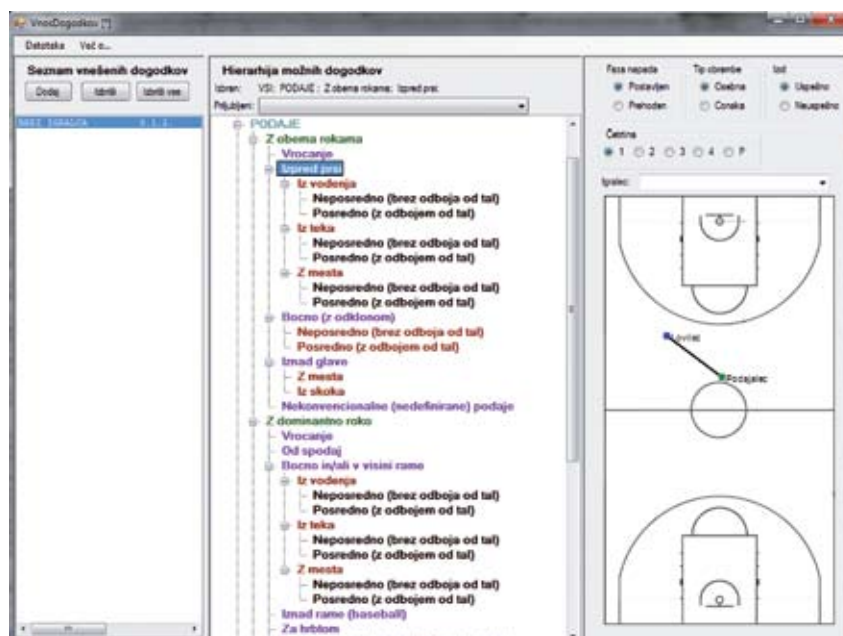 VnosDogodkov [*]
Datoteka Več o...
Seznam vnešenih dogodkov
Dodaj Izbriši Izbriši vse
Hierarhija možnih dogodkov
Izbran: VSI: PODAJE : Z obema rokama: Izpred prsi:
Priljubljeni:
PODAJE
Z obema rokama
Vrocanje
Izpred prsi
Iz vodenja
Neposredno (brez odboja od tal)
Posredno (z odbojem od tal)
Iz teka
Neposredno (brez odboja od tal)
Posredno (z odbojem od tal)
Z mesta
Neposredno (brez odboja od tal)
Posredno (z odbojem od tal)
Bocno (z odklonom)
Neposredno (brez odboja od tal)
Posredno (z odbojem od tal)
Iznad glave
Z mesta
Iz skoka
Nekonvencionalne (nedefinirane) podaje
Z dominantno roko
Vrocanje
Od spodaj
Bocno in/ali v visini rame
Iz vodenja
Neposredno (brez odboja od tal)
Posredno (z odbojem od tal)
Iz teka
Neposredno (brez odboja od tal)
Posredno (z odbojem od tal)
Z mesta
Neposredno (brez odboja od tal)
Posredno (z odbojem od tal)
Iznad rame (baseball)
Za hrbtom
Faza napada Tip obrambe Izid
Postavljen Osebna Uspešno
Prehoden Conska Neuspešno
Četrtina
1 2 3 4 P
Igralec:
Lovilec
Podajalec